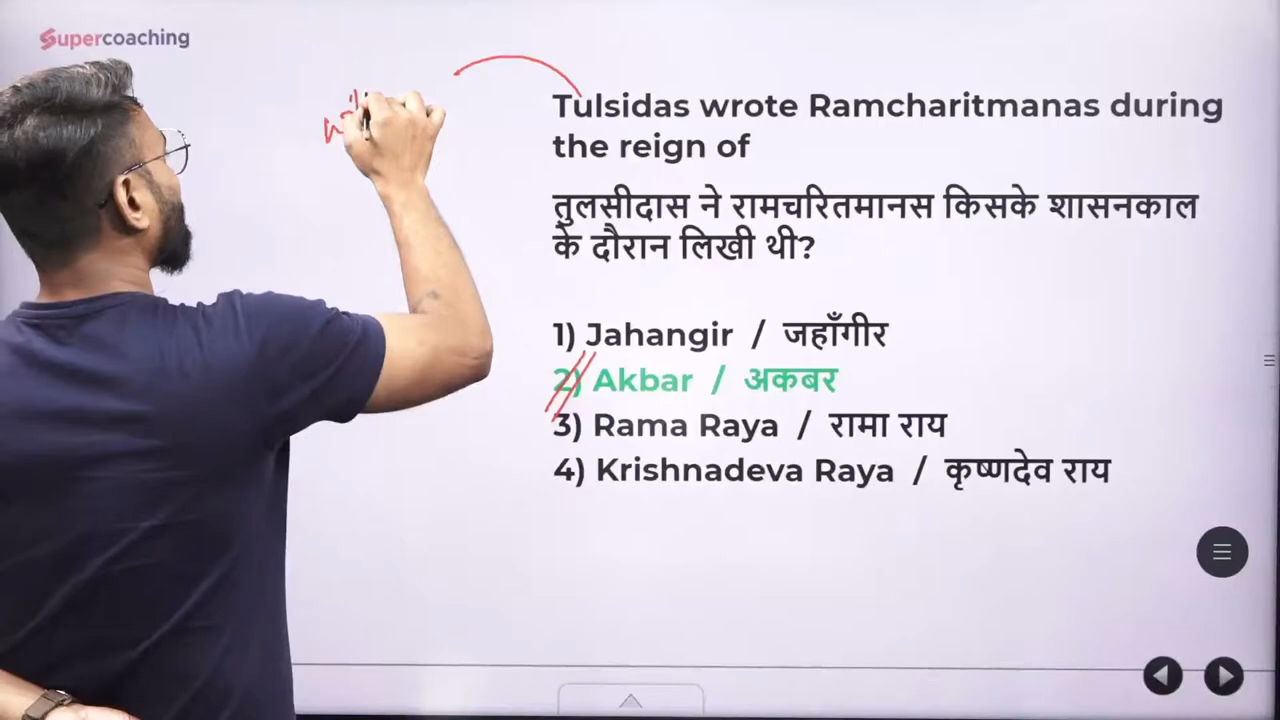 Supercoaching
Tulsidas wrote Ramcharitmanas during
the reign of
तुलसीदास ने रामचरितमानस किसके शासनकाल
के दौरान लिखी थी?
1) Jahangir / जहाँगीर
2) Akbar / अकबर
3) Rama Raya / रामा राय
4) Krishnadeva Raya / कृष्णदेव राय